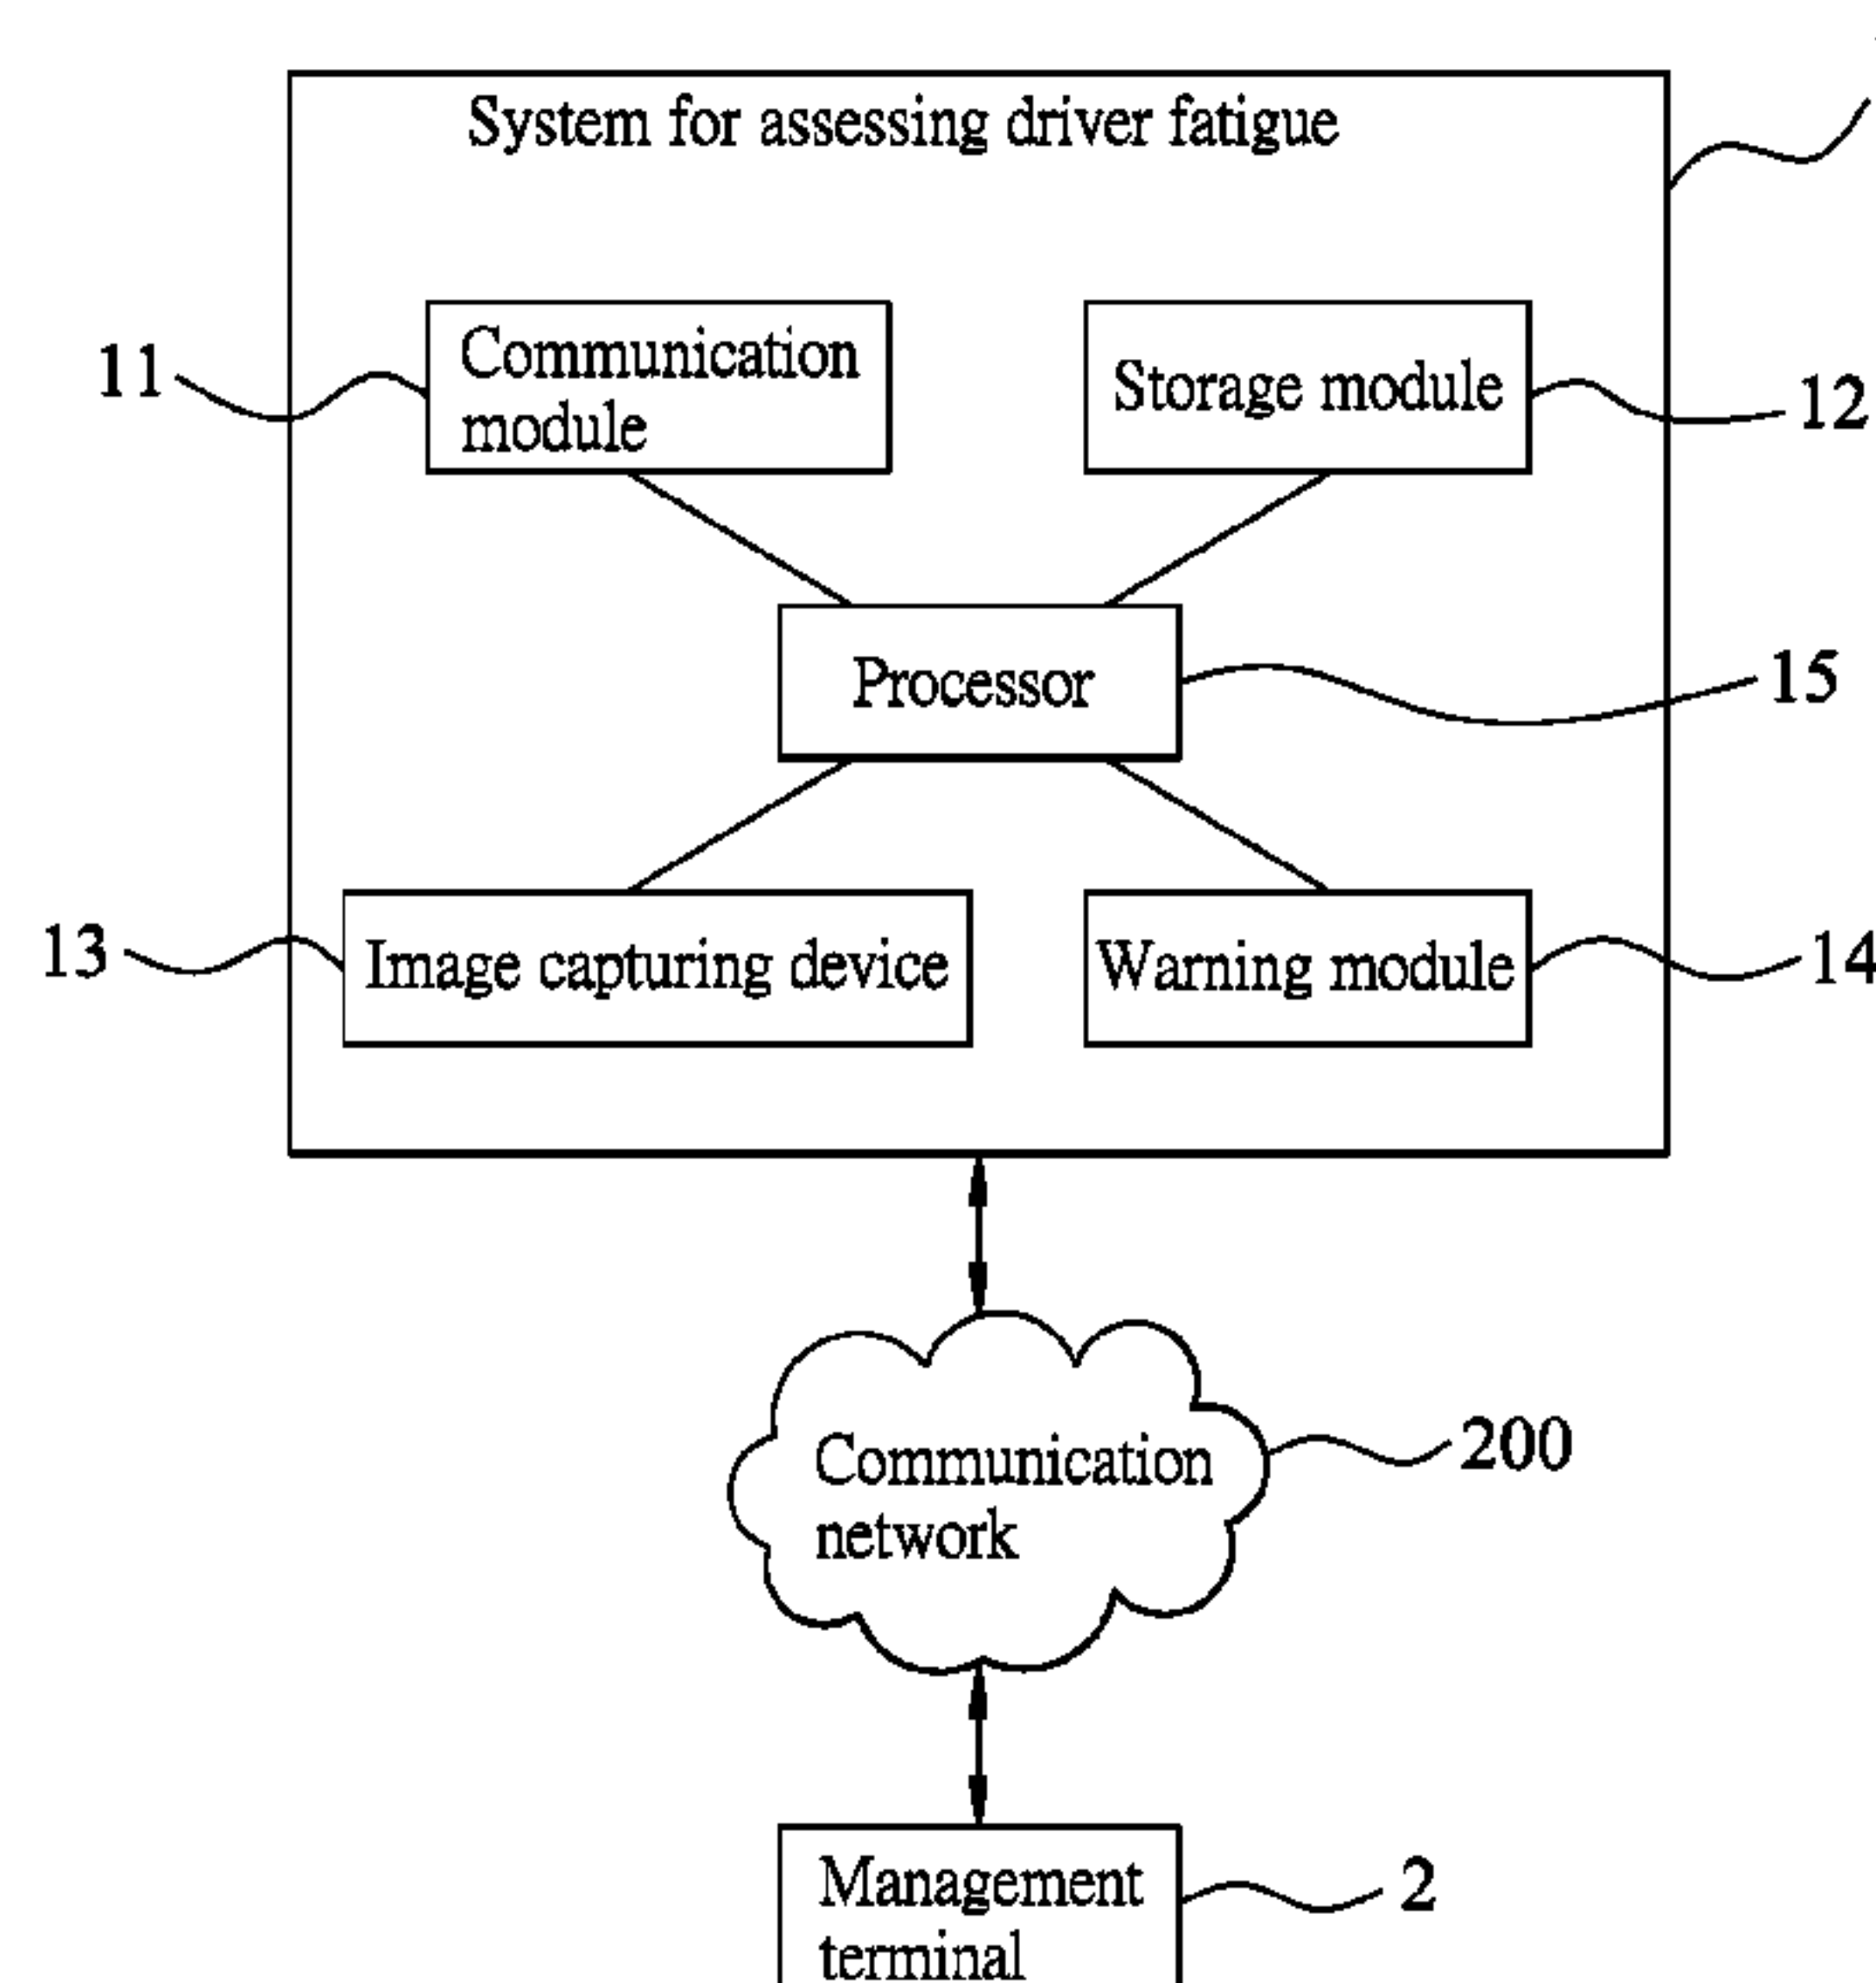 System for assessing driver fatigue
11
Communication
module
Storage module
12
Processor
15
13
Image capturing device
Warning module
14
Communication
network
200
Management
terminal
2